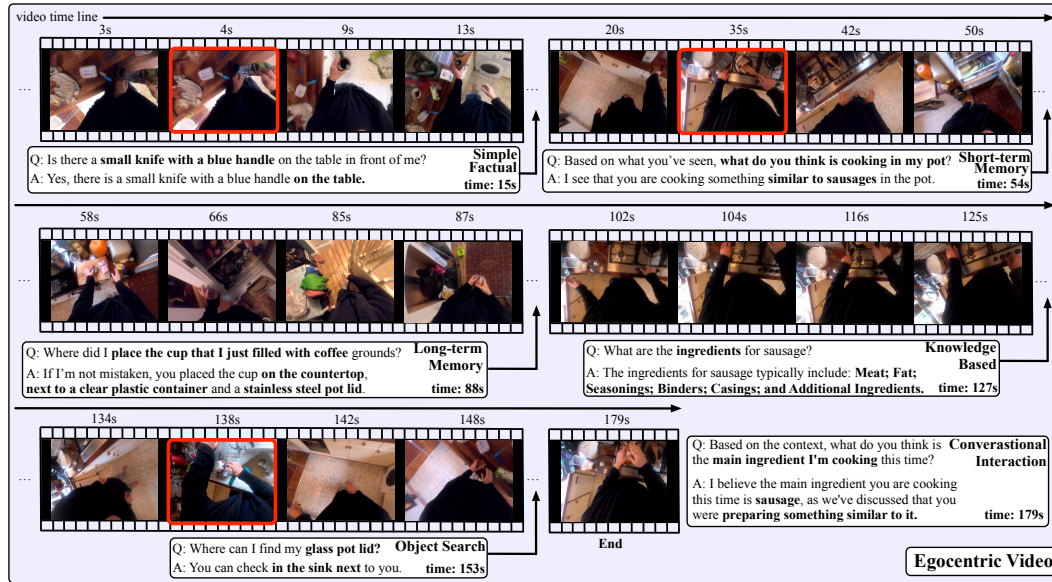 video time line
3s 4s 9s 13s 20s 35s 42s 50s
... ... ... ...
Q: Is there a small knife with a blue handle on the table in front of me?
A: Yes, there is a small knife with a blue handle on the table.
Simple
Factual
time: 15s
Q: Based on what you've seen, what do you think is cooking in my pot?
A: I see that you are cooking something similar to sausages in the pot.
Short-term
Memory
time: 54s
58s 66s 85s 87s 102s 104s 116s 125s
... ... ...
Q: Where did I place the cup that I just filled with coffee grounds?
A: If I'm not mistaken, you placed the cup on the countertop,
next to a clear plastic container and a stainless steel pot lid.
Long-term
Memory
time: 88s
Q: What are the ingredients for sausage?
A: The ingredients for sausage typically include: Meat; Fat;
Seasonings; Binders; Casings; and Additional Ingredients.
Knowledge
Based
time: 127s
134s 138s 142s 148s 179s
... ...
Q: Where can I find my glass pot lid?
A: You can check in the sink next to you.
Object Search
time: 153s
End
Q: Based on the context, what do you think is
the main ingredient I'm cooking this time?
A: I believe the main ingredient you are cooking
this time is sausage, as we've discussed that you
were preparing something similar to it.
Converastional
Interaction
time: 179s
Egocentric Video